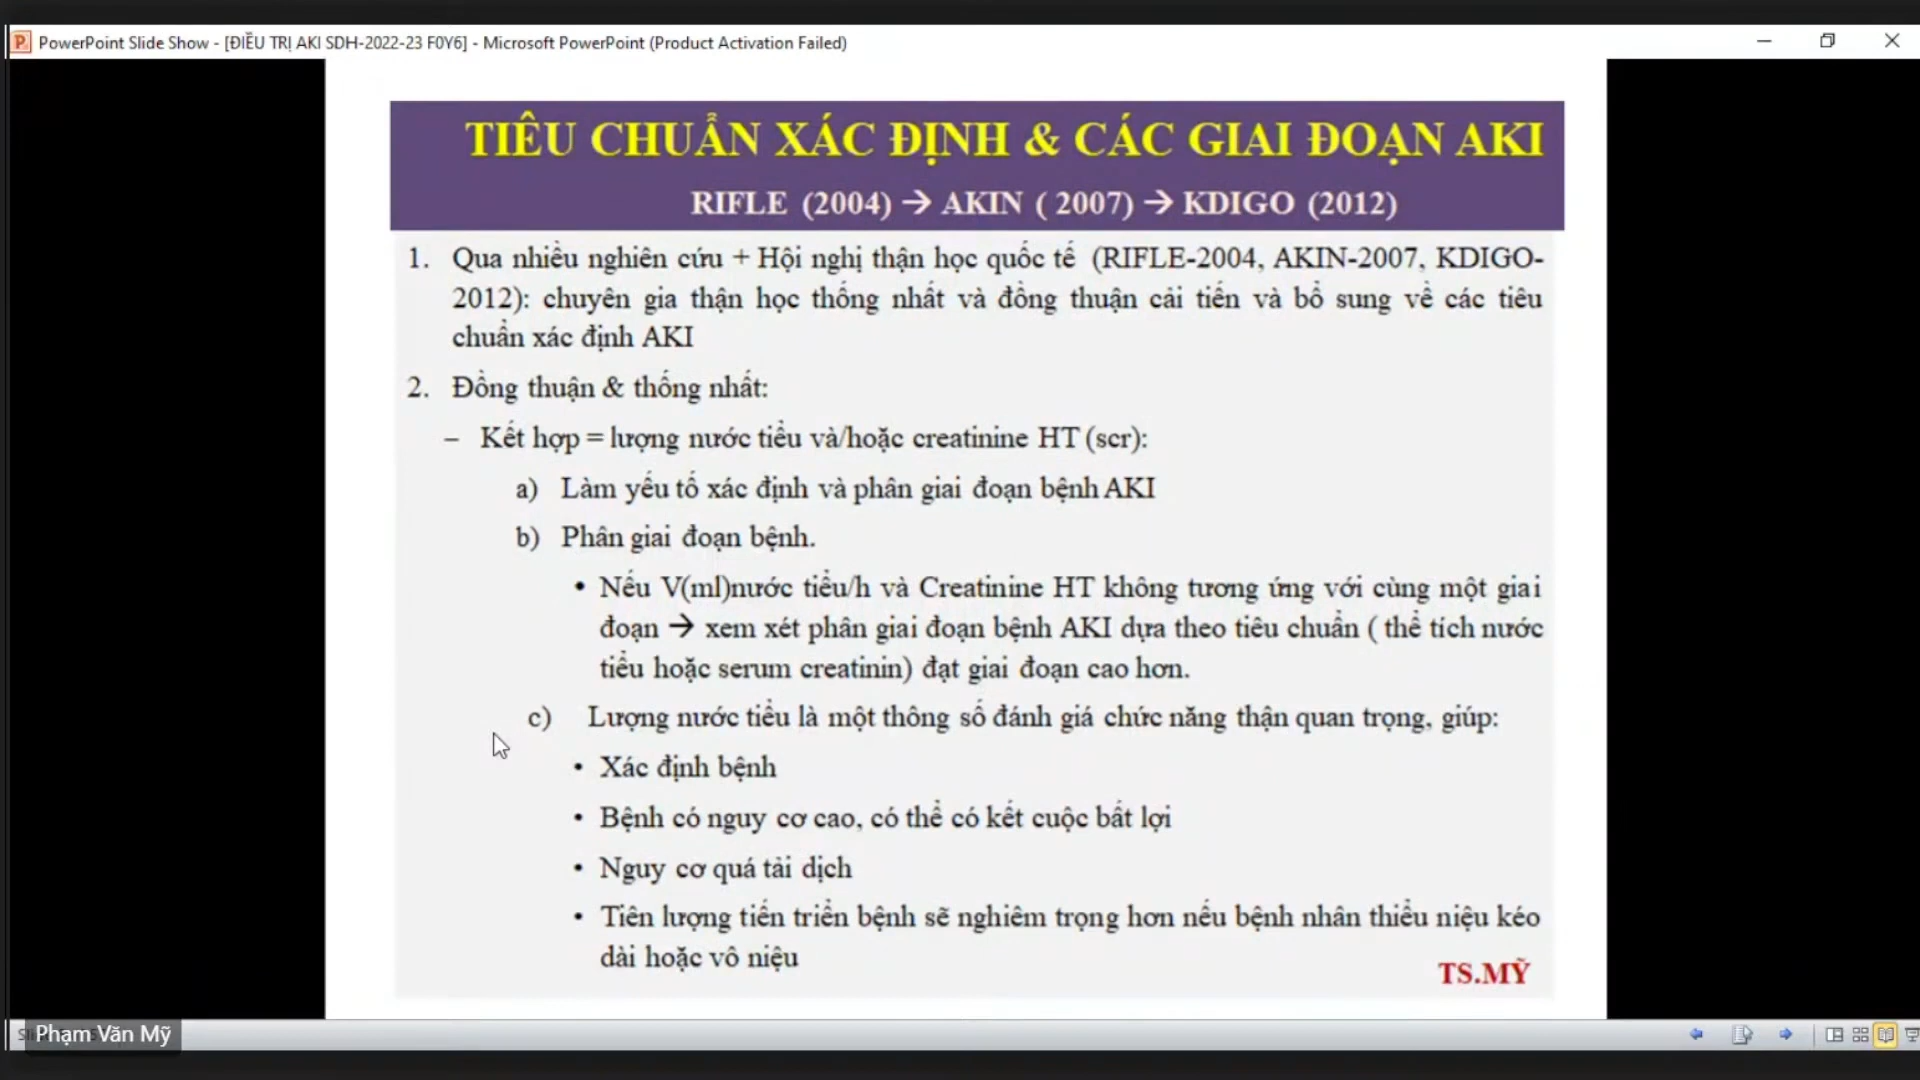 PowerPoint Slide Show - [ĐIỀU TRỊ AKI SDH-2022-23 F0Y6] - Microsoft PowerPoint (Product Activation Failed)
TIÊU CHUẨN XÁC ĐỊNH & CÁC GIAI ĐOẠN AKI
RIFLE (2004) → AKIN ( 2007) → KDIGO (2012)
1. Qua nhiều nghiên cứu + Hội nghị thận học quốc tế (RIFLE-2004, AKIN-2007, KDIGO-
2012): chuyên gia thận học thống nhất và đồng thuận cải tiến và bổ sung về các tiêu
chuẩn xác định AKI
2. Đồng thuận & thống nhất:
– Kết hợp = lượng nước tiểu và/hoặc creatinine HT (scr):
a) Làm yếu tố xác định và phân giai đoạn bệnh AKI
b) Phân giai đoạn bệnh.
• Nếu V(ml)nước tiểu/h và Creatinine HT không tương ứng với cùng một giai
đoạn → xem xét phân giai đoạn bệnh AKI dựa theo tiêu chuẩn ( thể tích nước
tiểu hoặc serum creatinin) đạt giai đoạn cao hơn.
c) Lượng nước tiểu là một thông số đánh giá chức năng thận quan trọng, giúp:
• Xác định bệnh
• Bệnh có nguy cơ cao, có thể có kết cuộc bất lợi
• Nguy cơ quá tải dịch
• Tiên lượng tiến triển bệnh sẽ nghiêm trọng hơn nếu bệnh nhân thiểu niệu kéo
dài hoặc vô niệu
TS.MỸ
Phạm Văn Mỹ